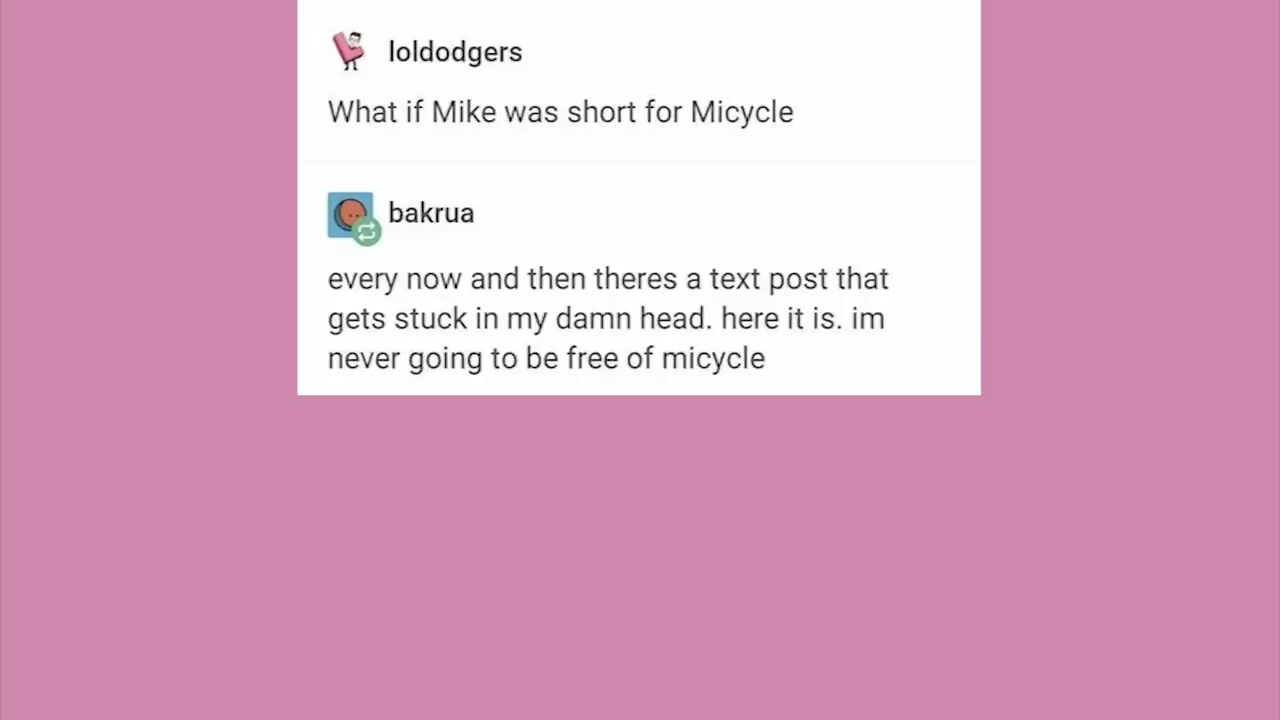 loldodgers
What if Mike was short for Micycle
bakrua
every now and then theres a text post that
gets stuck in my damn head. here it is. im
never going to be free of micycle